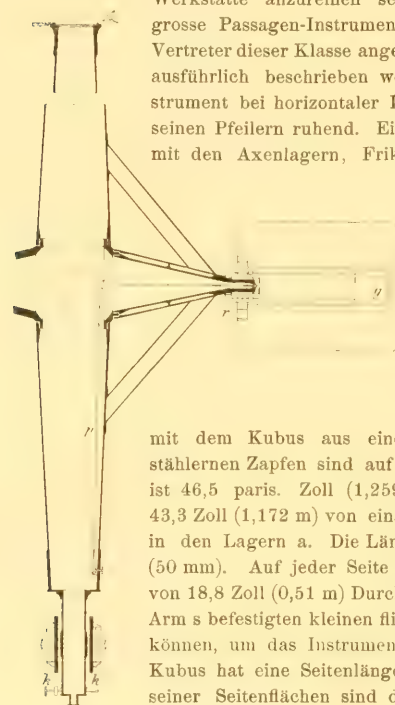 Werkstätte anzureihen se
grosse Passagen-Instrumen
Vertreter dieser Klasse ange
ausführlich beschrieben w
strument bei horizontaler
seinen Pfeilern ruhend. Ei
mit den Axenlagern, Frik
r
g
r
mit dem Kubus aus ein
stählernen Zapfen sind auf
ist 46,5 paris. Zoll (1,259
43,3 Zoll (1,172 m) von ein
in den Lagern a. Die Län
(50 mm). Auf jeder Seite
von 18,8 Zoll (0,51 m) Durc
Arm s befestigten kleinen fli
können, um das Instrumen
k k
Kubus hat eine Seitenlänge
seiner Seitenflächen sind d